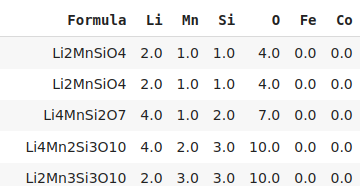 Formula Li Mn Si O Fe Co
Li2MnSiO4 2.0 1.0 1.0 4.0 0.0 0.0
Li2MnSiO4 2.0 1.0 1.0 4.0 0.0 0.0
Li4MnSi2O7 4.0 1.0 2.0 7.0 0.0 0.0
Li4Mn2Si3O10 4.0 2.0 3.0 10.0 0.0 0.0
Li2Mn3Si3O10 2.0 3.0 3.0 10.0 0.0 0.0